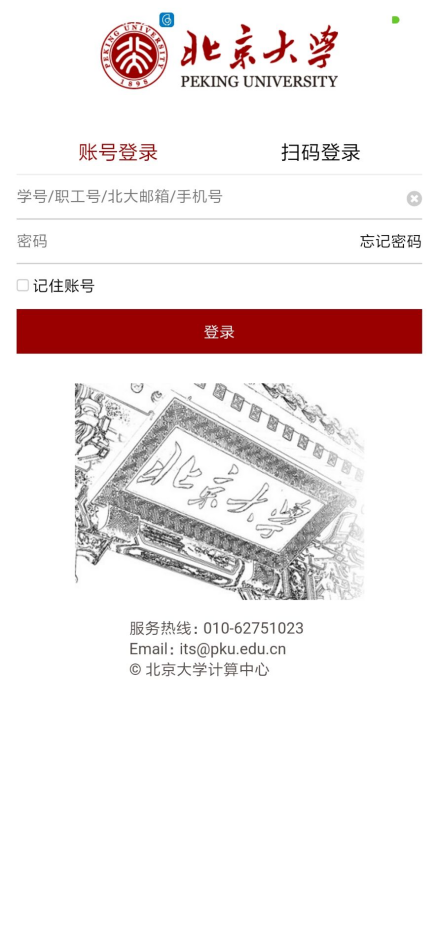 PEKING UNIVERSITY
1898
北京大学
PEKING UNIVERSITY
账号登录
扫码登录
学号/职工号/北大邮箱/手机号
密码
忘记密码
记住账号
登录
北京大学
服务热线：010-62751023
Email：its@pku.edu.cn
© 北京大学计算中心